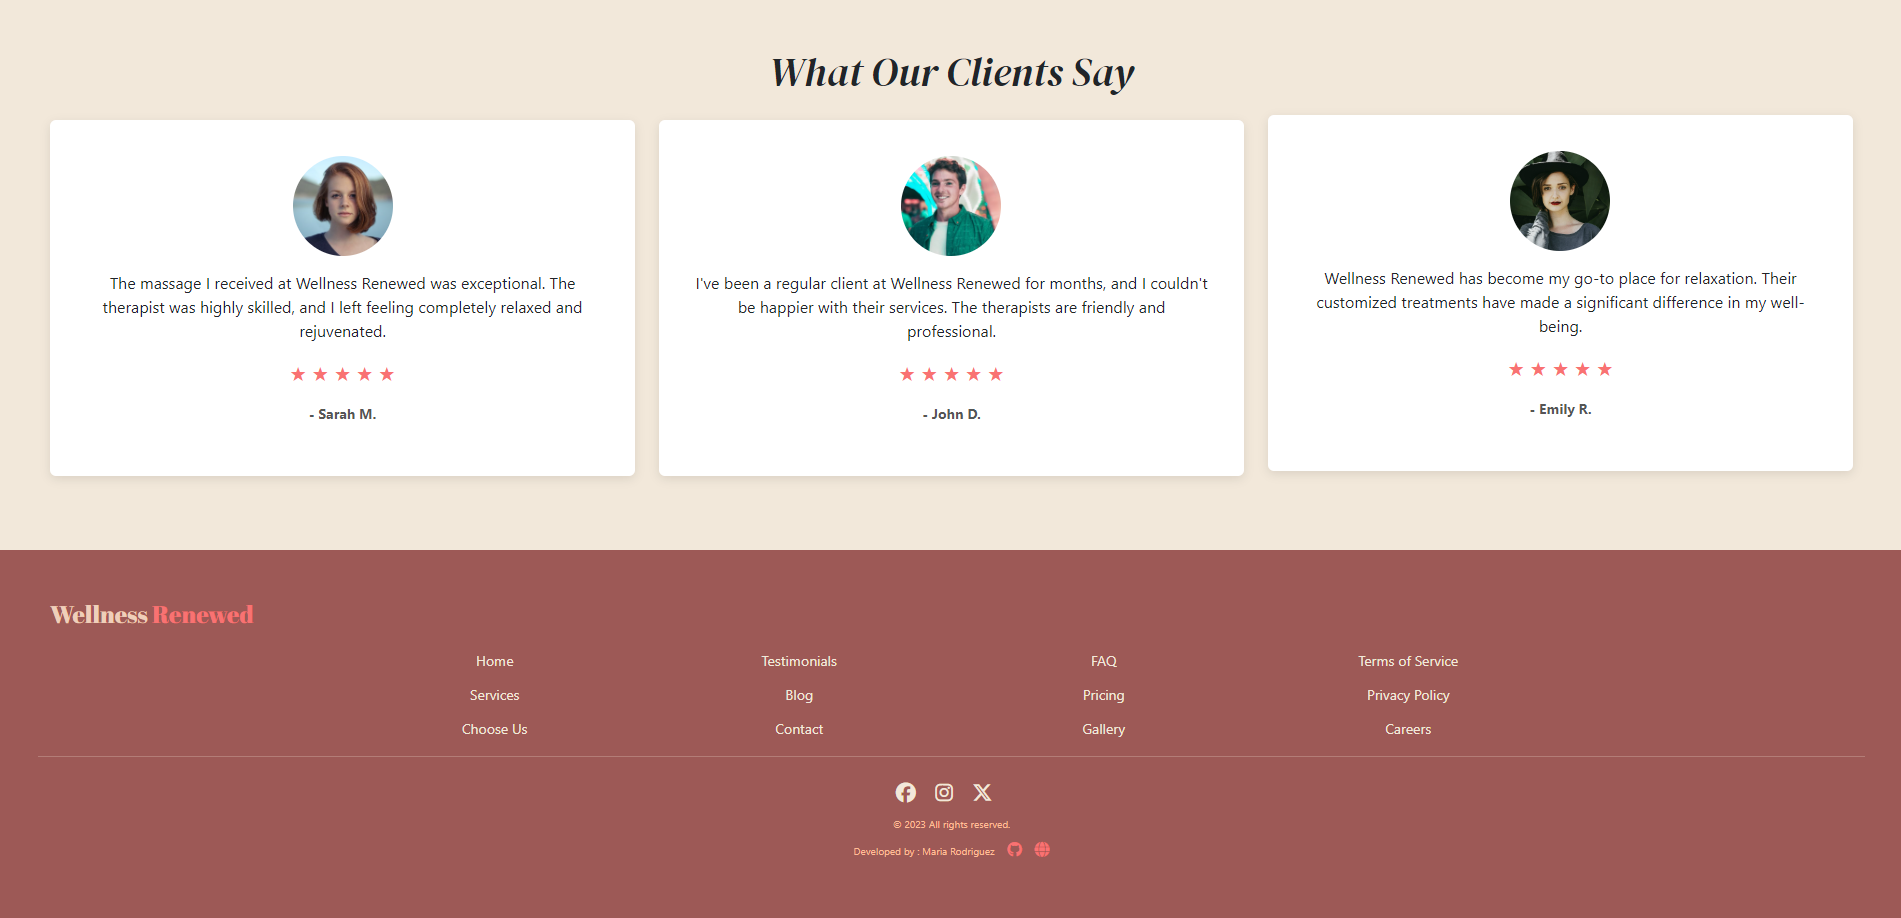 What Our Clients Say
The massage I received at Wellness Renewed was exceptional. The
therapist was highly skilled, and I left feeling completely relaxed and
rejuvenated.
★ ★ ★ ★ ★
- Sarah M.
I've been a regular client at Wellness Renewed for months, and I couldn't
be happier with their services. The therapists are friendly and
professional.
★ ★ ★ ★ ★
- John D.
Wellness Renewed has become my go-to place for relaxation. Their
customized treatments have made a significant difference in my well-
being.
★ ★ ★ ★ ★
- Emily R.
Wellness Renewed
Home
Services
Choose Us
Testimonials
Blog
Contact
FAQ
Pricing
Gallery
Terms of Service
Privacy Policy
Careers
© 2023 All rights reserved.
Developed by : Maria Rodriguez